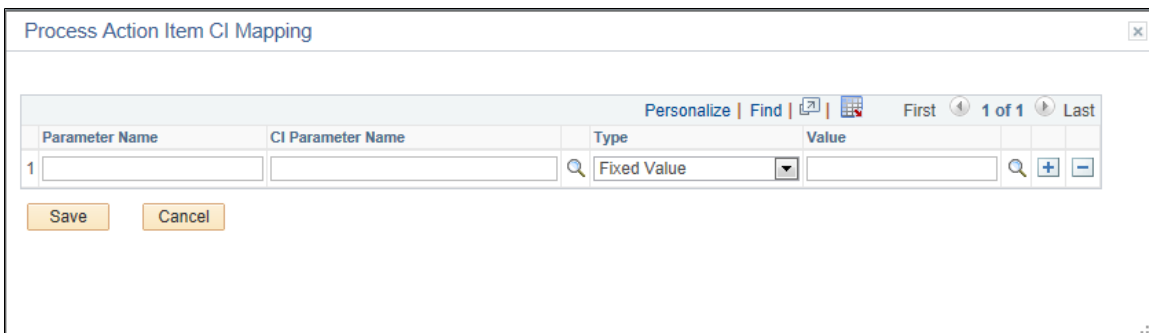 Process Action Item CI Mapping
Personalize | Find | | First 1 of 1 Last
Parameter Name CI Parameter Name Type Value
1 Fixed Value
Save Cancel